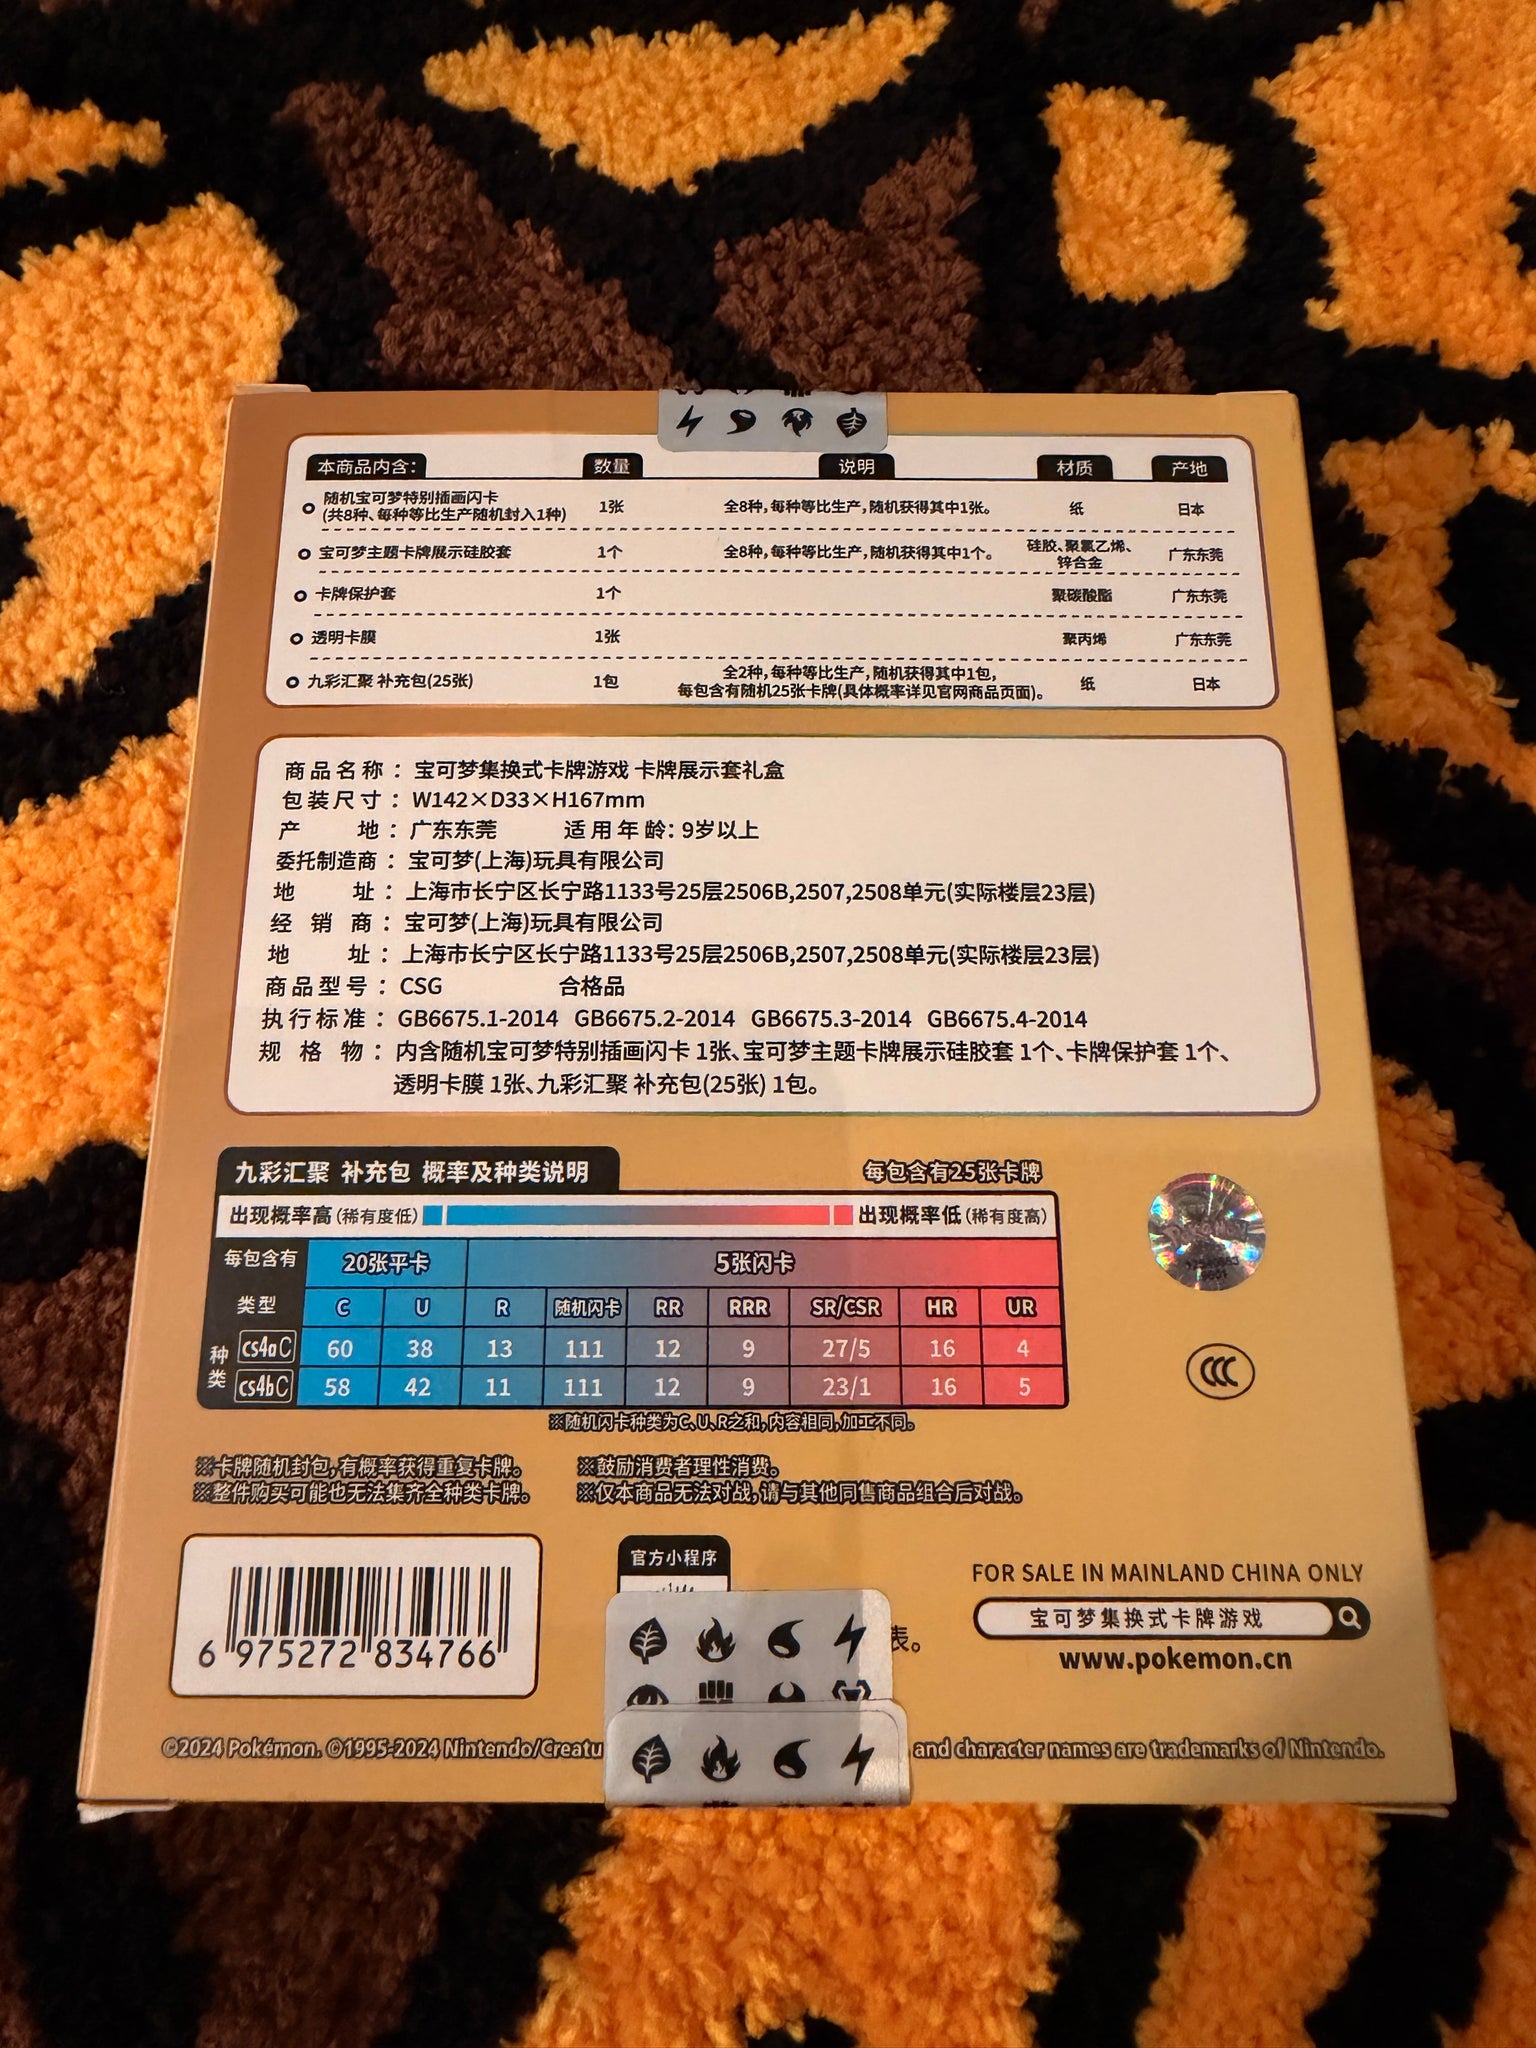 本商品内含： 数量 说明 材质 产地
随机宝可梦特别插画闪卡
(共8种、每种等比生产随机封入1种) 1张 全8种，每种等比生产，随机获得其中1张。 纸 日本
宝可梦主题卡牌展示硅胶套 1个 全8种，每种等比生产，随机获得其中1个。 硅胶、聚氯乙烯、
锌合金 广东东莞
卡牌保护套 1个 聚碳酸酯 广东东莞
透明卡膜 1张 聚丙烯 广东东莞
九彩汇聚 补充包(25张) 1包 全2种，每种等比生产，随机获得其中1包，
每包含有随机25张卡牌(具体概率详见官网商品页面)。 纸 日本
商品名称：宝可梦集换式卡牌游戏 卡牌展示套礼盒
包装尺寸：W142×D33×H167mm
产地：广东东莞 适用年龄：9岁以上
委托制造商：宝可梦(上海)玩具有限公司
地址：上海市长宁区长宁路1133号25层2506B,2507,2508单元(实际楼层23层)
经销商：宝可梦(上海)玩具有限公司
地址：上海市长宁区长宁路1133号25层2506B,2507,2508单元(实际楼层23层)
商品型号：CSG 合格品
执行标准：GB6675.1-2014 GB6675.2-2014 GB6675.3-2014 GB6675.4-2014
规格物：内含随机宝可梦特别插画闪卡 1张、宝可梦主题卡牌展示硅胶套 1个、卡牌保护套 1个、
透明卡膜 1张、九彩汇聚 补充包(25张) 1包。
九彩汇聚 补充包 概率及种类说明 每包含有25张卡牌
出现概率高(稀有度低) 出现概率低(稀有度高)
每包含有 20张平卡 5张闪卡
类型 C U R 随机闪卡 RR RRR SR/CSR HR UR
种类 cs4aC 60 38 13 111 12 9 27/5 16 4
cs4bC 58 42 11 111 12 9 23/1 16 5
※随机闪卡种类为C、U、R之和，内容相同，加工不同。
※卡牌随机封包，有概率获得重复卡牌。 ※鼓励消费者理性消费。
※整件购买可能也无法集齐全种类卡牌。 ※仅本商品无法对战，请与其他同售商品组合后对战。
CCC
官方小程序
表。
6 975272 834766
FOR SALE IN MAINLAND CHINA ONLY
宝可梦集换式卡牌游戏
www.pokemon.cn
©2024 Pokémon. ©1995-2024 Nintendo/Creatu and character names are trademarks of Nintendo.